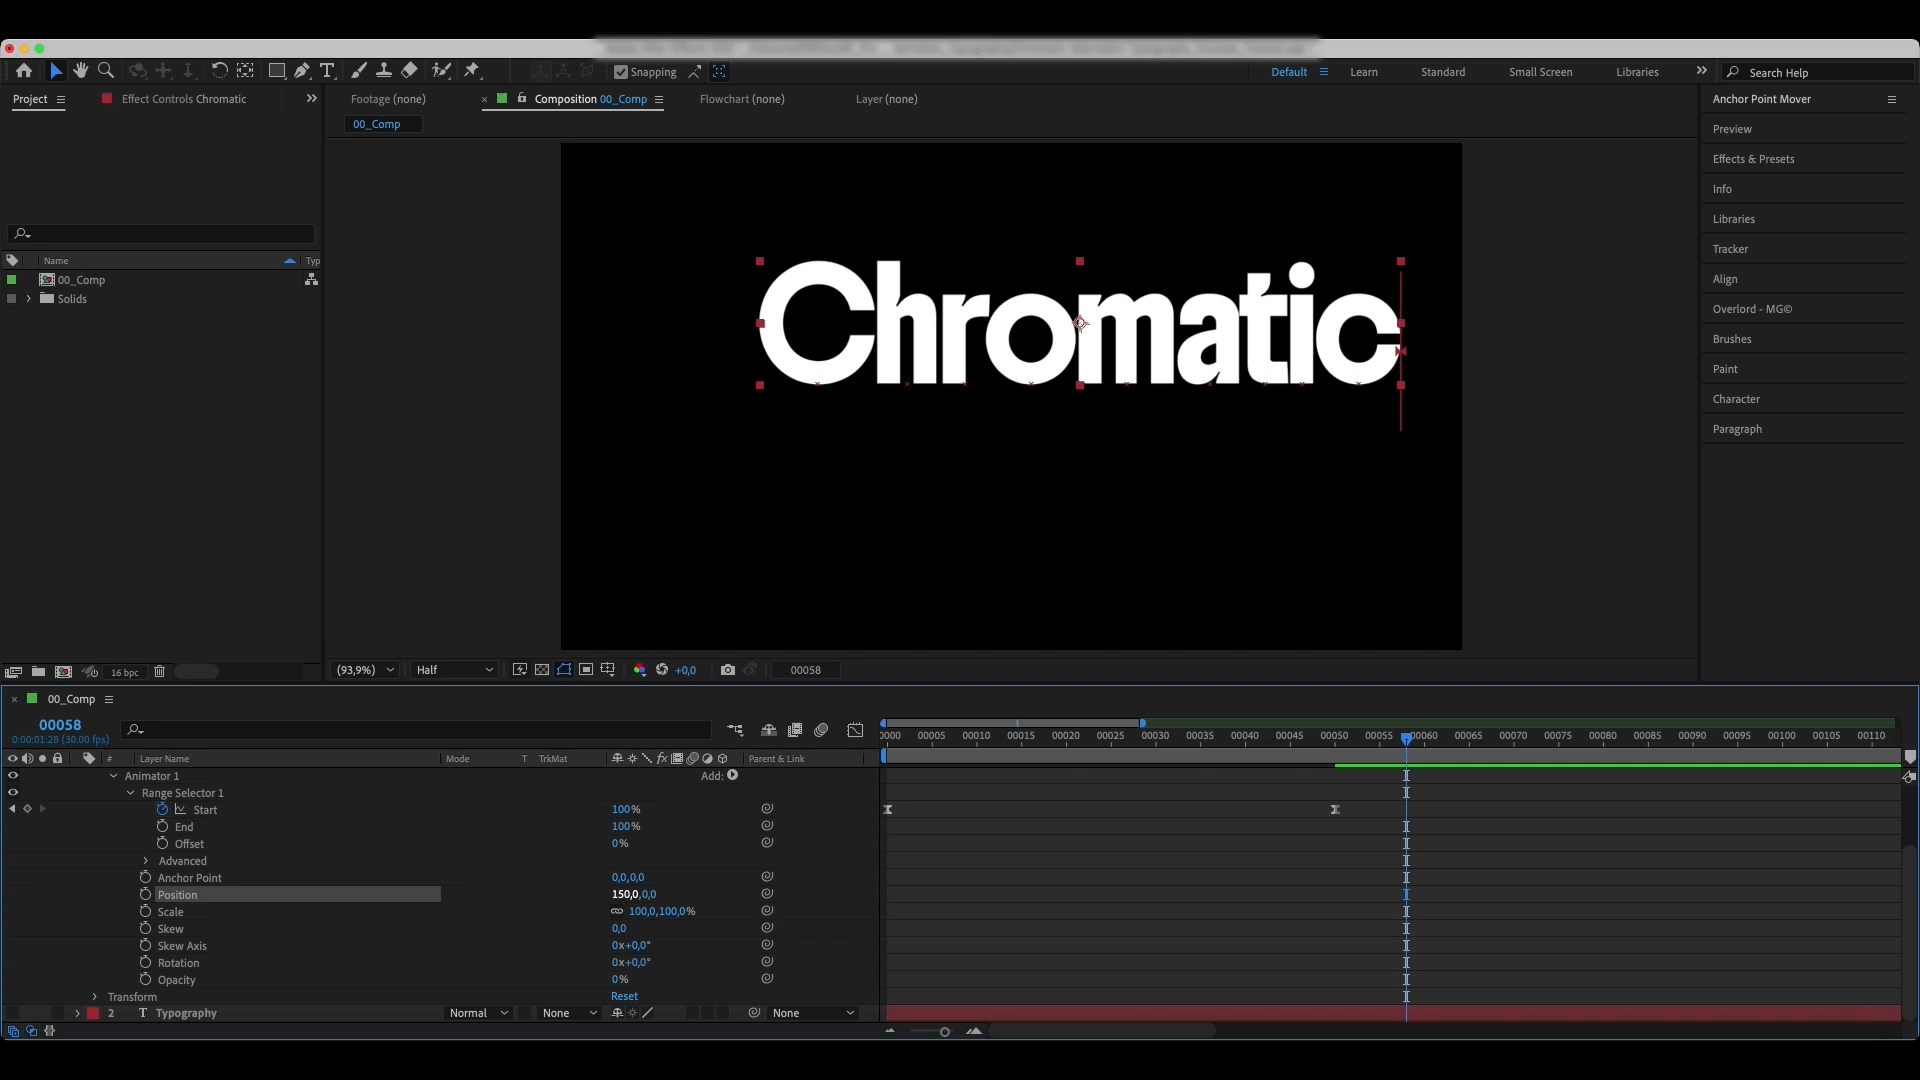 Snapping
Default
Learn
Standard
Small Screen
Libraries
Search Help
Project
Effect Controls Chromatic
Footage (none)
Composition 00_Comp
Flowchart (none)
Layer (none)
00_Comp
Name
Typ
00_Comp
Solids
Chromatic
Anchor Point Mover
Preview
Effects & Presets
Info
Libraries
Tracker
Align
Overlord - MG©
Brushes
Paint
Character
Paragraph
16 bpc
(93,9%)
Half
+0,0
00058
00_Comp
00058
0:00:01:28 (30.00 fps)
0000 00005 00010 00015 00020 00025 00030 00035 00040 00045 00050 00055 00060 00065 00070 00075 00080 00085 00090 00095 00100 00105 00110
# Layer Name Mode T TrkMat fx Parent & Link
Animator 1 Add:
Range Selector 1
Start 100%
End 100%
Offset 0%
Advanced
Anchor Point 0,0,0,0
Position 150,0,0,0
Scale 100,0,100,0%
Skew 0,0
Skew Axis 0x+0,0°
Rotation 0x+0,0°
Opacity 0%
Transform Reset
2 T Typography Normal None None